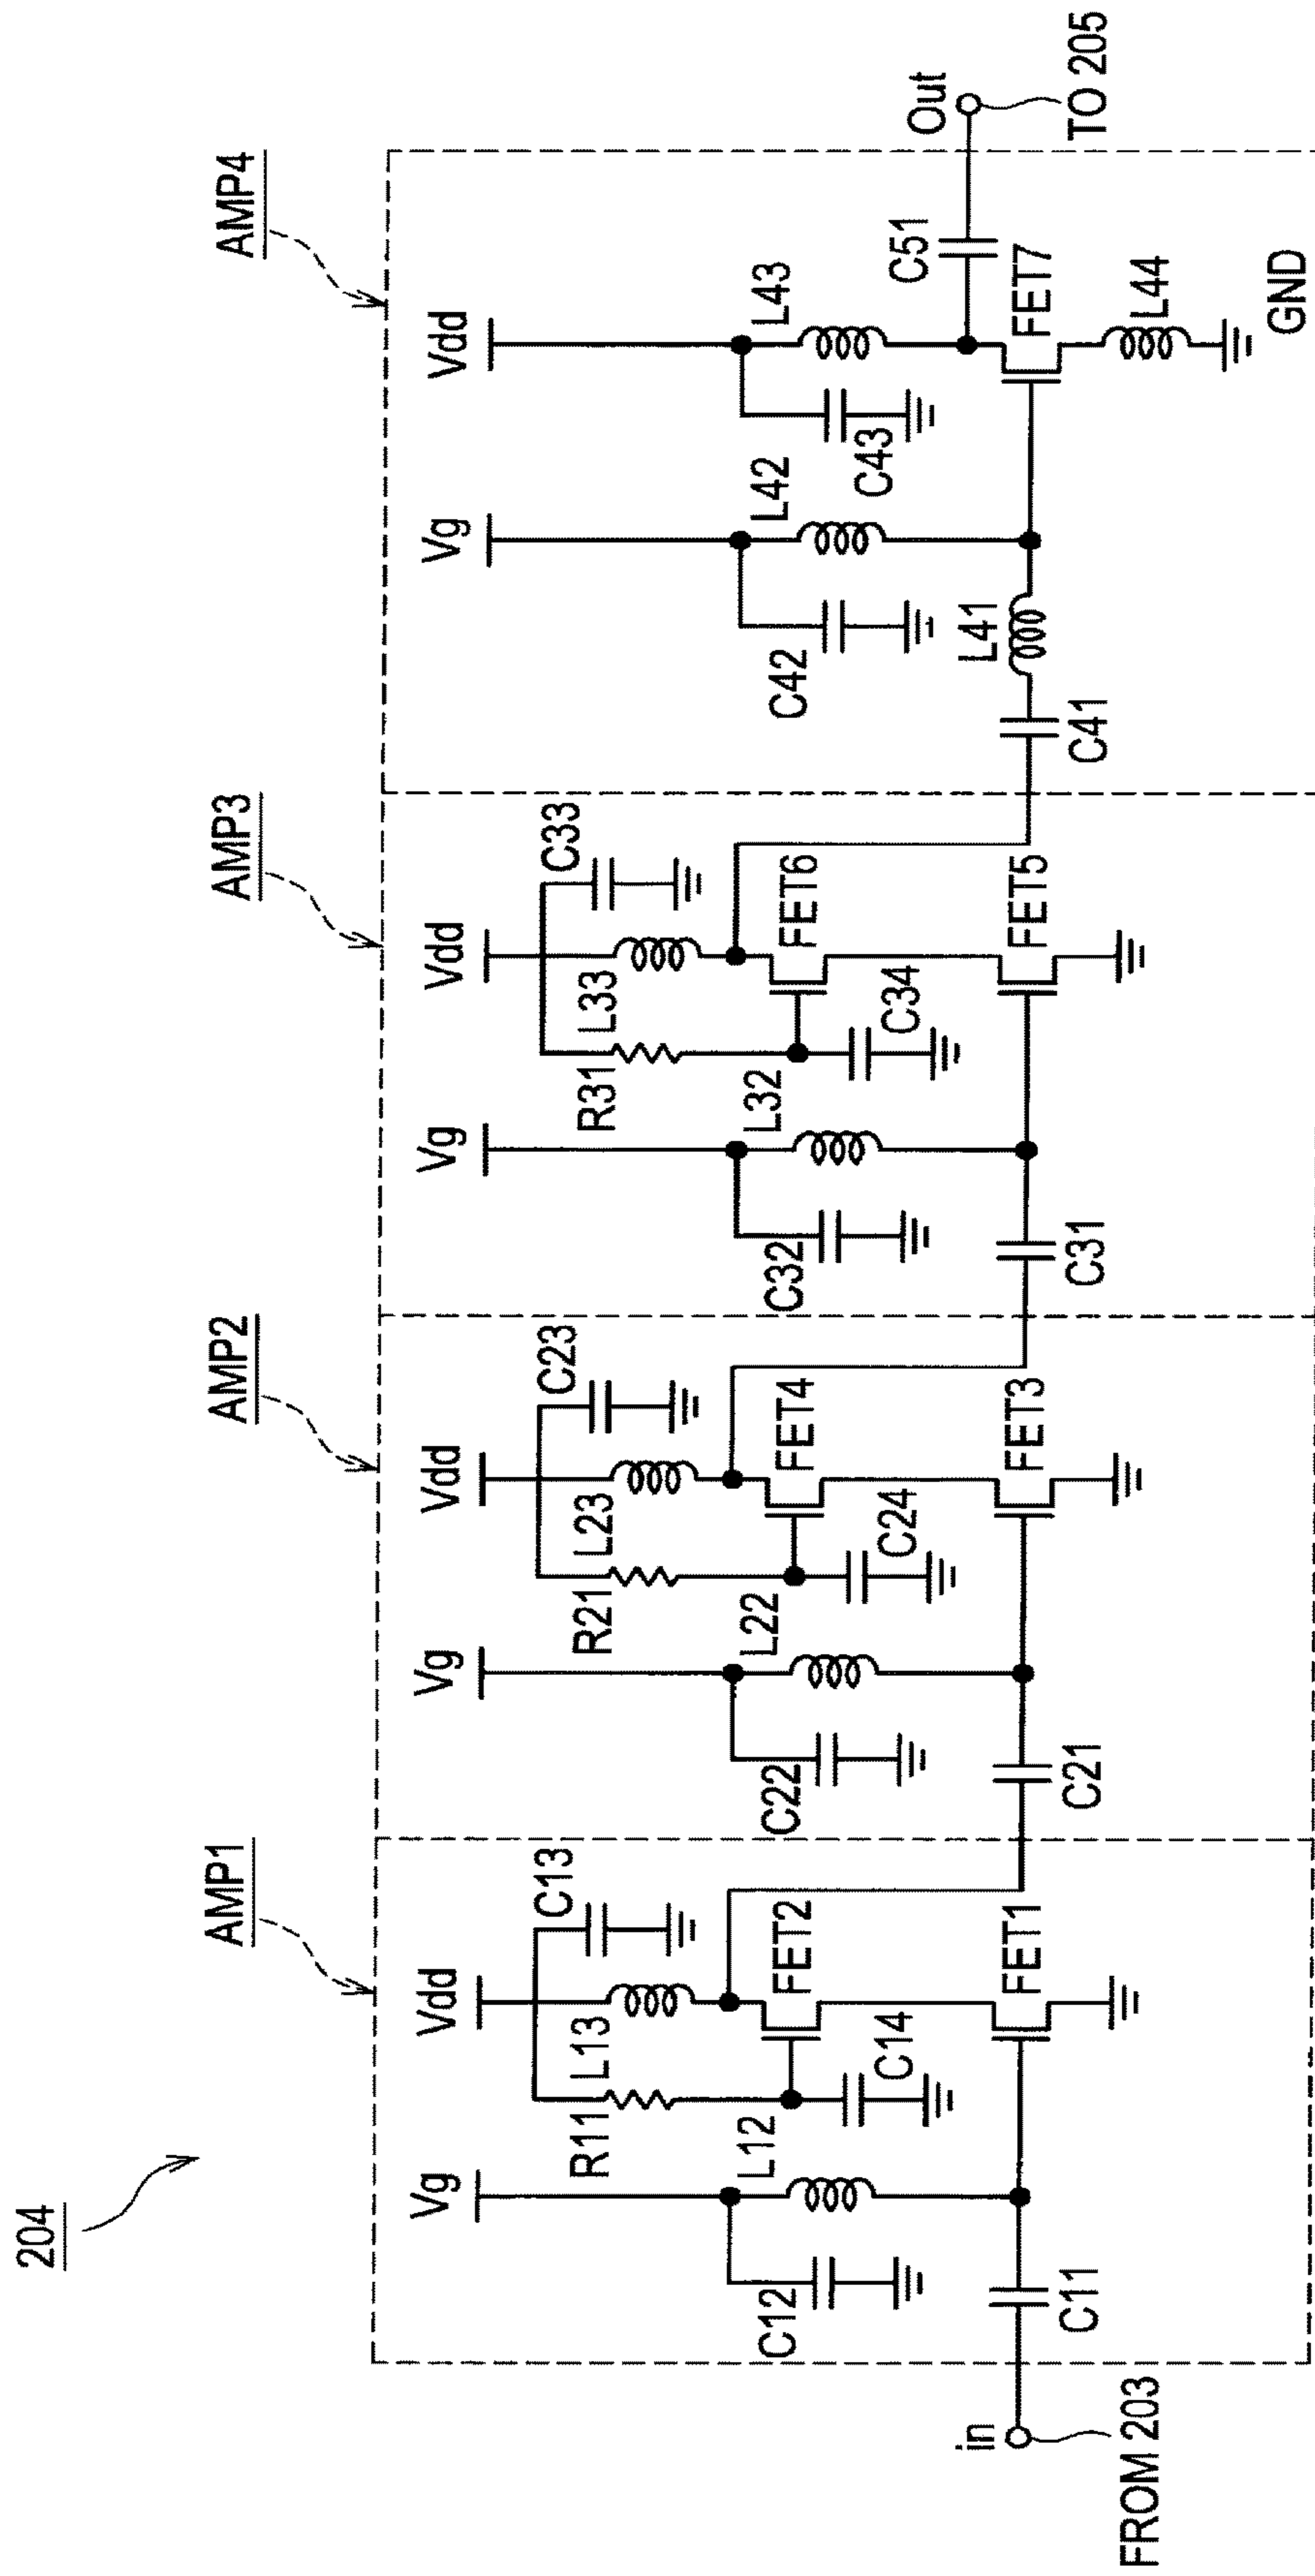 204
AMP1
AMP2
AMP3
AMP4
Vg
Vdd
C13
L13
R11
L12
C12
FET2
C14
FET1
C11
in
FROM 203
Vg
Vdd
C23
L23
R21
L22
C22
FET4
C24
FET3
C21
Vg
Vdd
C33
L33
R31
L32
C32
FET6
C34
FET5
C31
Vg
Vdd
L43
L42
C43
C42
L41
C41
C51
FET7
L44
GND
Out
TO 205